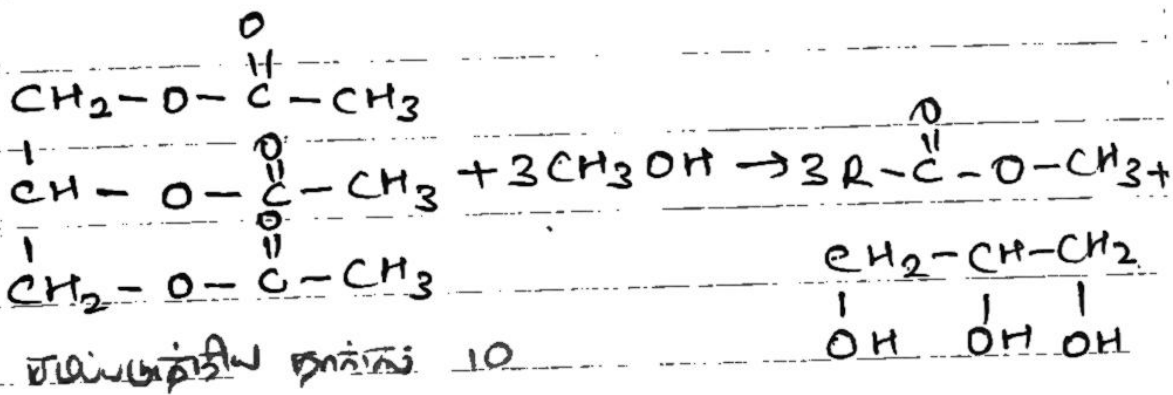 O
||
CH₂ – O – C – CH₃
|
CH – O – C(=O) – CH₃ + 3CH₃OH → 3R – C(=O) – O – CH₃ +
|
CH₂ – O – C(=O) – CH₃
CH₂ – CH – CH₂
| | |
OH OH OH
10